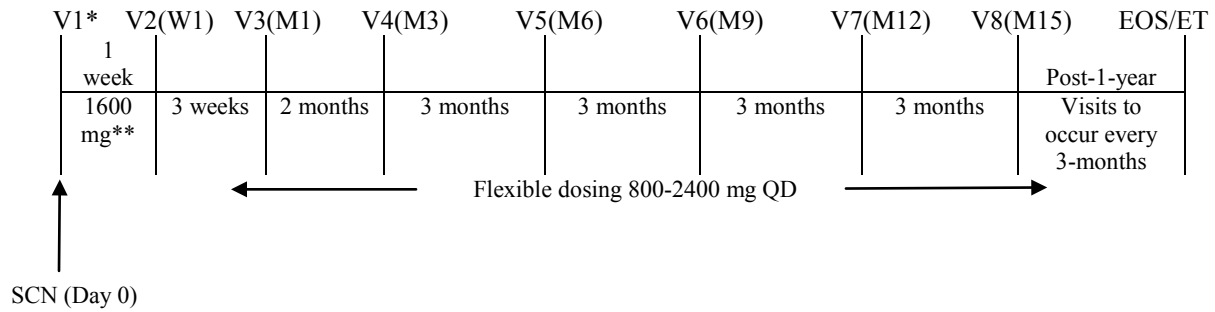 V1* V2(W1) V3(M1) V4(M3) V5(M6) V6(M9) V7(M12) V8(M15) EOS/ET
1
week
Post-1-year
1600
mg**
3 weeks 2 months 3 months 3 months 3 months 3 months
Visits to
occur every
3-months
Flexible dosing 800-2400 mg QD
SCN (Day 0)